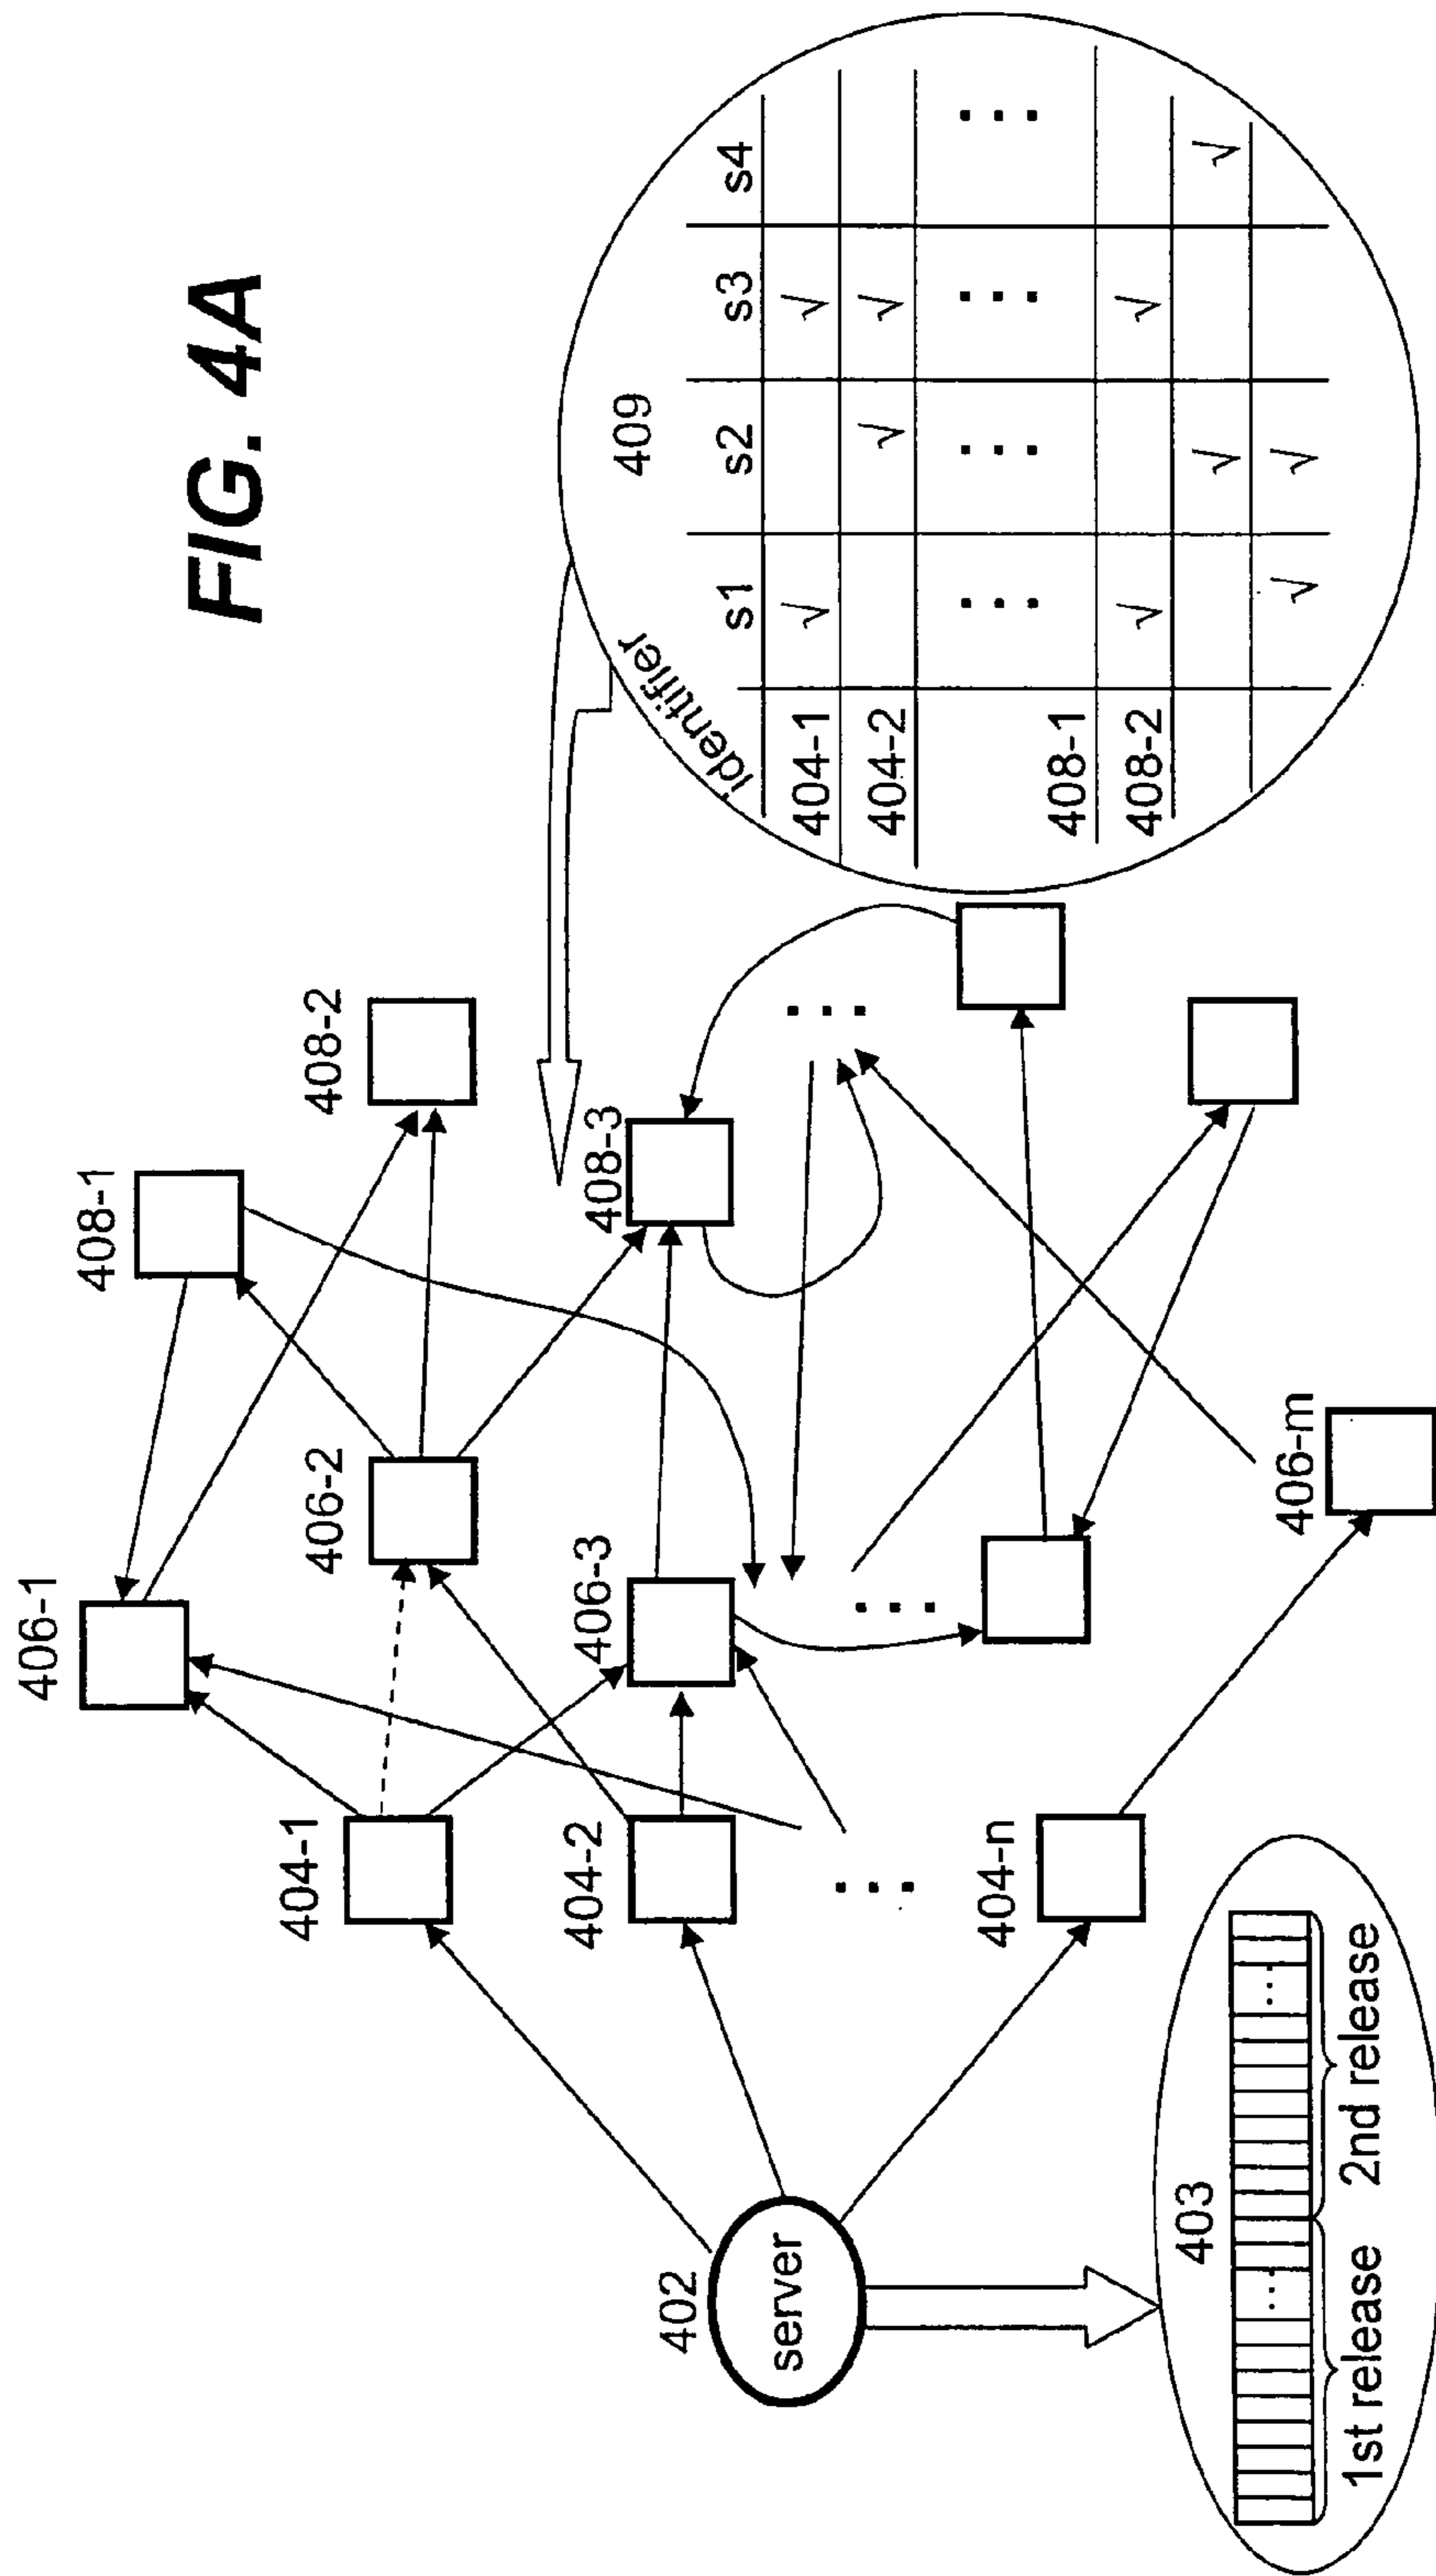 FIG. 4A
406-1
408-1
408-2
404-1
406-2
404-2
406-3
408-3
402
server
...
...
...
404-n
406-m
403
... ...
1st release 2nd release
409
identifier s1 s2 s3 s4
404-1 √ √
404-2 √ √
... ... ... ...
408-1
408-2 √ √
√ √
√ √